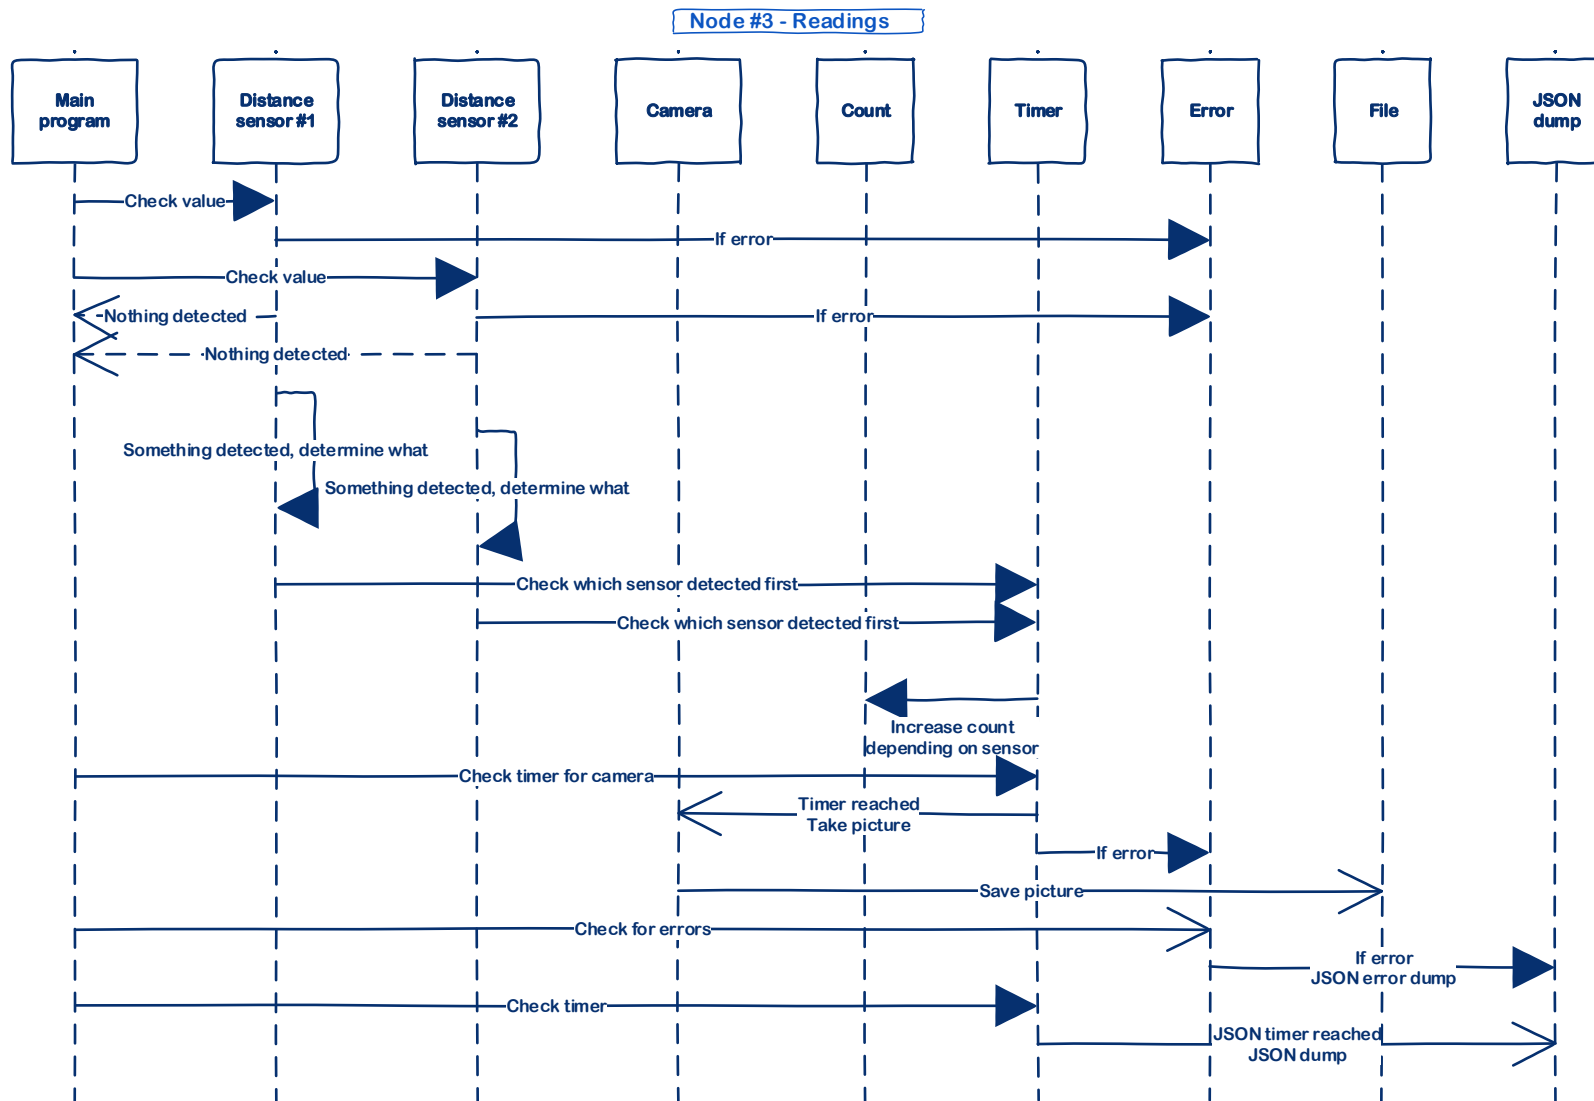 Node #3 - Readings
Main
program
Distance
sensor #1
Distance
sensor #2
Camera
Count
Timer
Error
File
JSON
dump
Check value
If error
Check value
Nothing detected
If error
Nothing detected
Something detected, determine what
Something detected, determine what
Check which sensor detected first
Check which sensor detected first
Increase count
depending on sensor
Check timer for camera
Timer reached
Take picture
If error
Save picture
Check for errors
If error
JSON error dump
Check timer
JSON timer reached
JSON dump